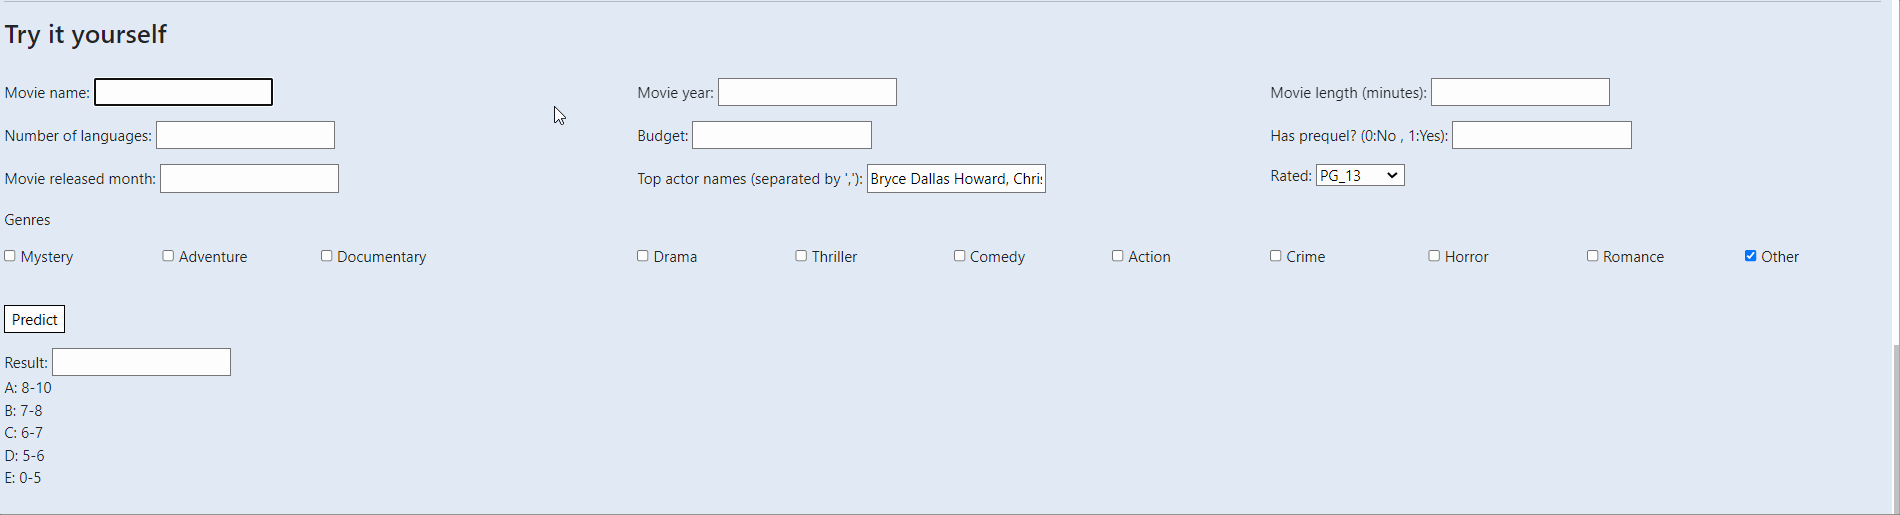 Try it yourself
Movie name: Movie year: Movie length (minutes):
Number of languages: Budget: Has prequel? (0:No , 1:Yes):
Movie released month: Top actor names (separated by ','): Bryce Dallas Howard, Chris Rated: PG_13
Genres
Mystery Adventure Documentary Drama Thriller Comedy Action Crime Horror Romance Other
Predict
Result:
A: 8-10
B: 7-8
C: 6-7
D: 5-6
E: 0-5